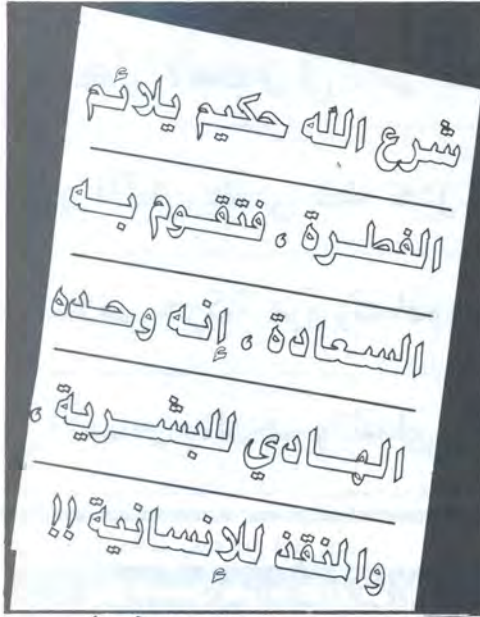 شرع الله حكيم يلائم
الفطرة ، فتقوم به
السعادة ، إنه وحده
الهادي للبشرية ،
والمنقذ للإنسانية !!